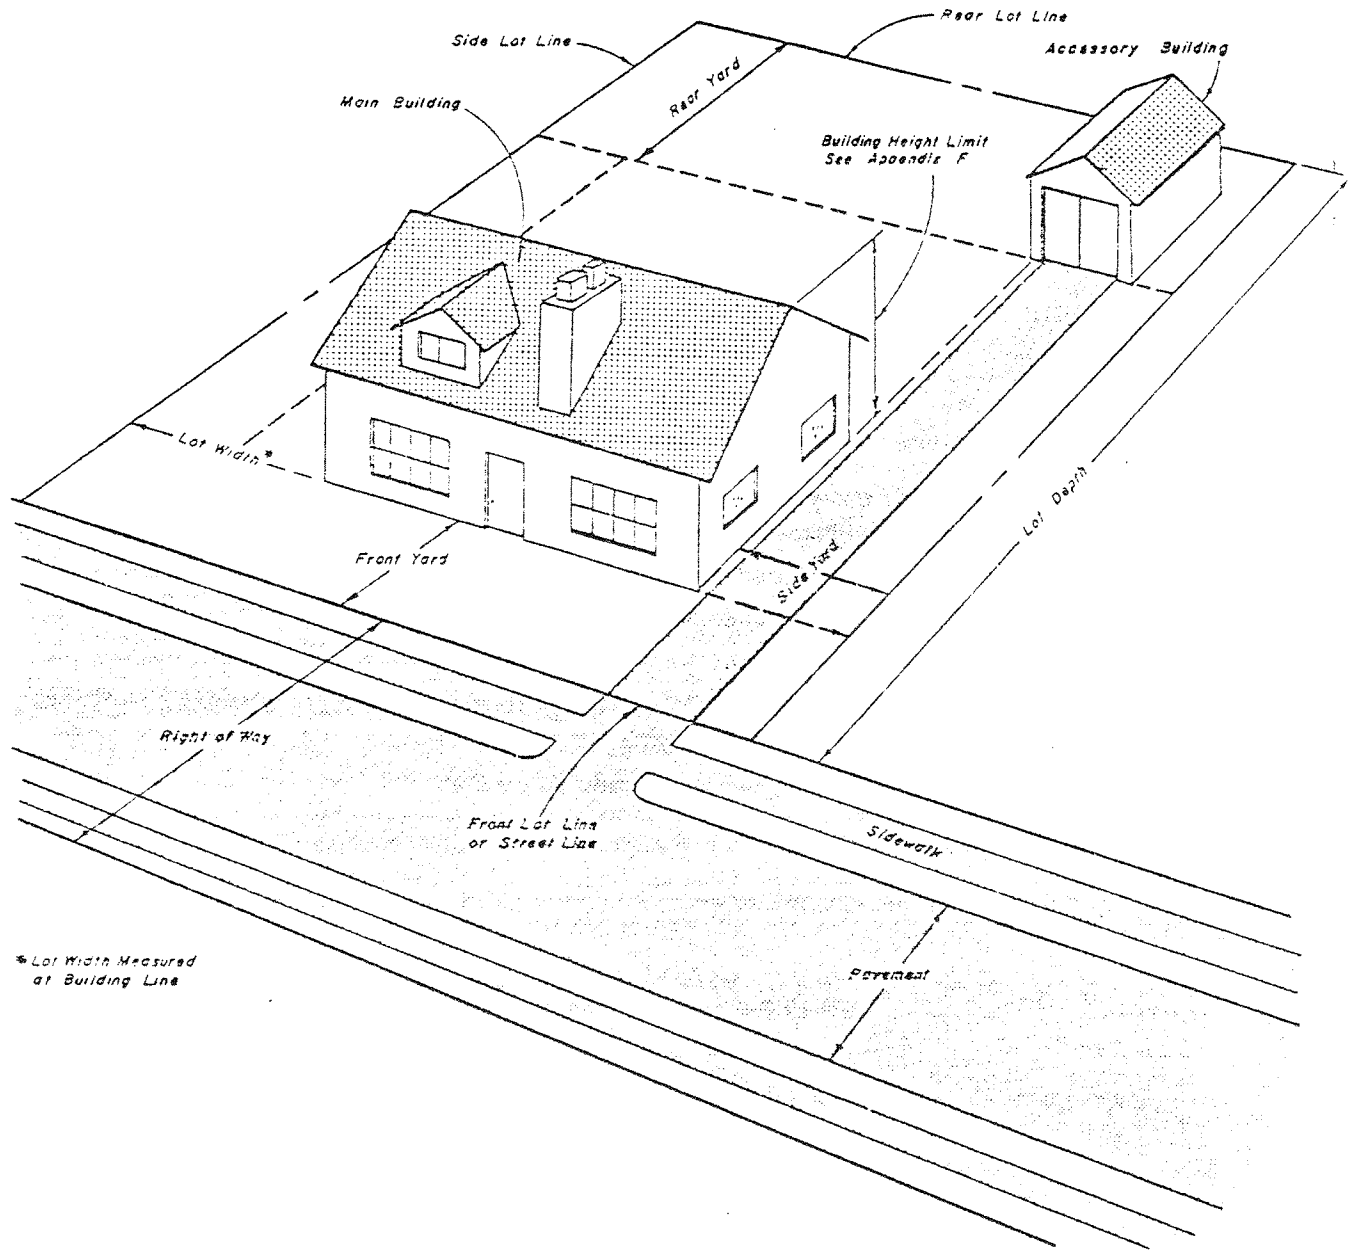 Rear Lot Line
Side Lot Line
Accessory Building
Rear Yard
Main Building
Building Height Limit
See Appendix F
Lot Width*
Lot Depth
Front Yard
Side Yard
Right of Way
Front Lot Line
or Street Line
Sidewalk
* Lot Width Measured
at Building Line
Pavement